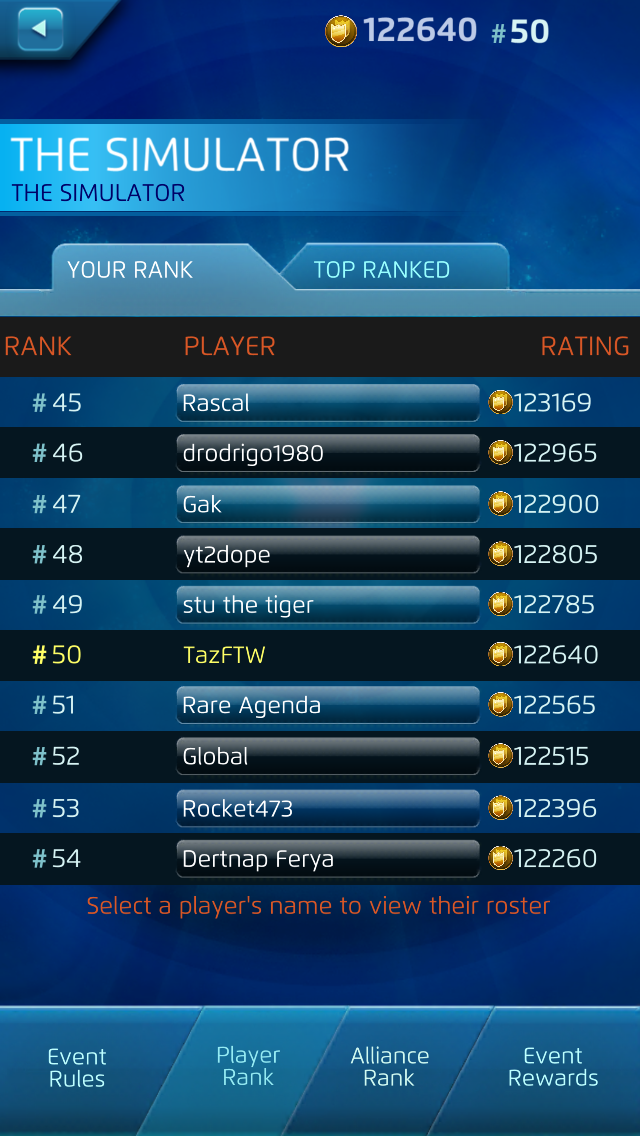 122640 #50
THE SIMULATOR
THE SIMULATOR
YOUR RANK TOP RANKED
RANK PLAYER RATING
# 45 Rascal 123169
# 46 drodrigo1980 122965
# 47 Gak 122900
# 48 yt2dope 122805
# 49 stu the tiger 122785
# 50 TazFTW 122640
# 51 Rare Agenda 122565
# 52 Global 122515
# 53 Rocket473 122396
# 54 Dertnap Ferya 122260
Select a player's name to view their roster
Event Player Alliance Event
Rules Rank Rank Rewards